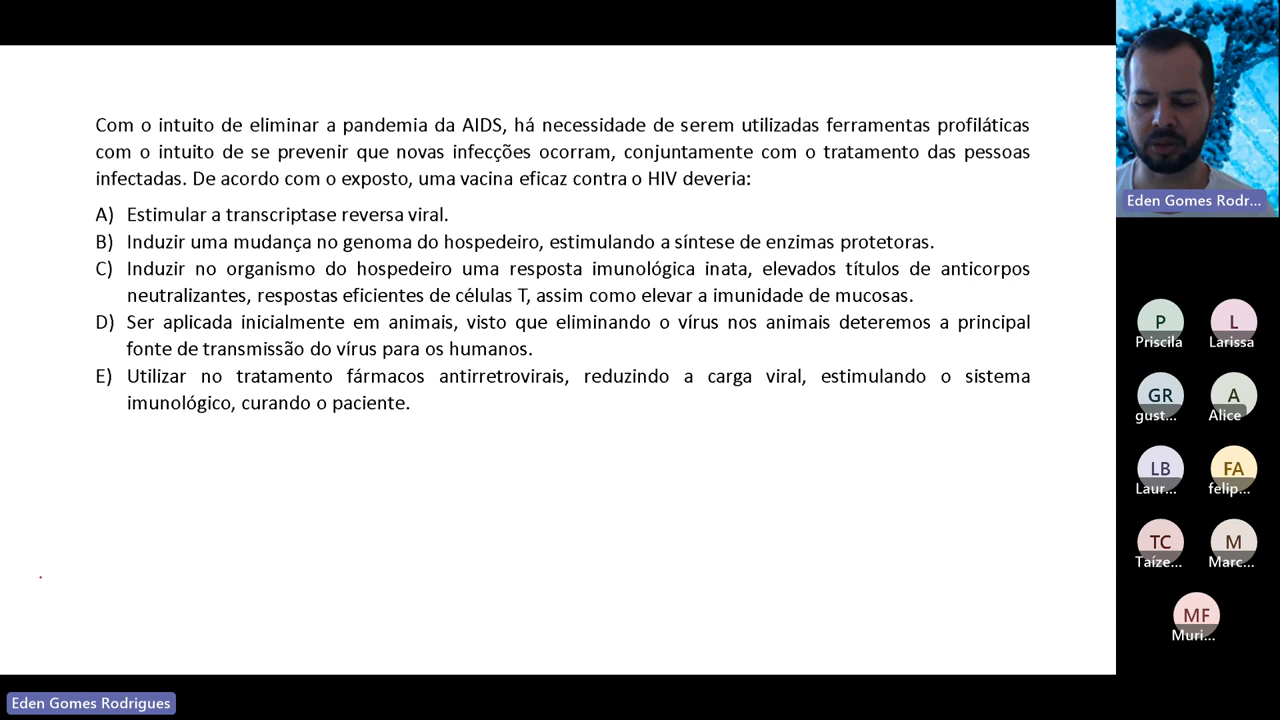 Com o intuito de eliminar a pandemia da AIDS, há necessidade de serem utilizadas ferramentas profiláticas
com o intuito de se prevenir que novas infecções ocorram, conjuntamente com o tratamento das pessoas
infectadas. De acordo com o exposto, uma vacina eficaz contra o HIV deveria:
A) Estimular a transcriptase reversa viral.
B) Induzir uma mudança no genoma do hospedeiro, estimulando a síntese de enzimas protetoras.
C) Induzir no organismo do hospedeiro uma resposta imunológica inata, elevados títulos de anticorpos
neutralizantes, respostas eficientes de células T, assim como elevar a imunidade de mucosas.
D) Ser aplicada inicialmente em animais, visto que eliminando o vírus nos animais deteremos a principal
fonte de transmissão do vírus para os humanos.
E) Utilizar no tratamento fármacos antirretrovirais, reduzindo a carga viral, estimulando o sistema
imunológico, curando o paciente.
Eden Gomes Rodr...
P
Priscila
L
Larissa
GR
gust...
A
Alice
LB
Laur...
FA
felip...
TC
Taíze...
M
Marc...
MF
Muri...
Eden Gomes Rodrigues